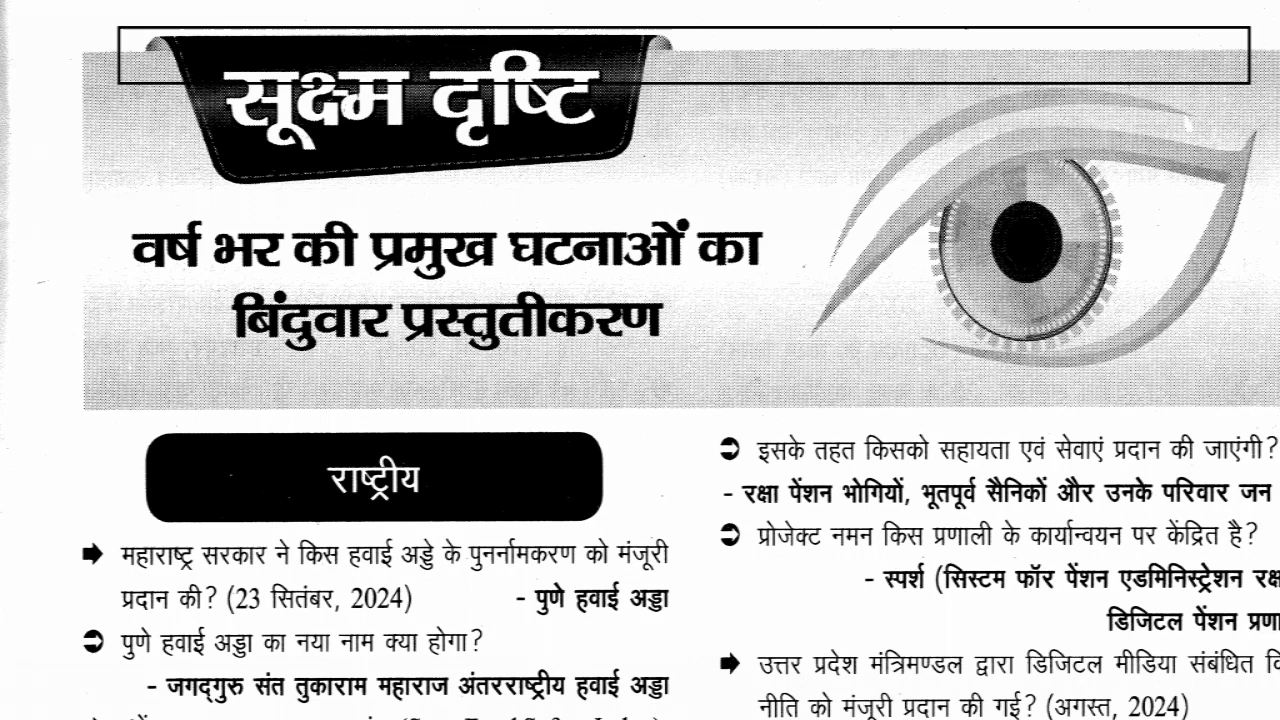 सूक्ष्म दृष्टि
वर्ष भर की प्रमुख घटनाओं का
बिंदुवार प्रस्तुतीकरण
राष्ट्रीय
महाराष्ट्र सरकार ने किस हवाई अड्डे के पुनर्नामकरण को मंजूरी
प्रदान की? (23 सितंबर, 2024) - पुणे हवाई अड्डा
पुणे हवाई अड्डा का नया नाम क्या होगा?
- जगद्गुरु संत तुकाराम महाराज अंतरराष्ट्रीय हवाई अड्डा
इसके तहत किसको सहायता एवं सेवाएं प्रदान की जाएंगी?
- रक्षा पेंशन भोगियों, भूतपूर्व सैनिकों और उनके परिवार जन
प्रोजेक्ट नमन किस प्रणाली के कार्यान्वयन पर केंद्रित है?
- स्पर्श (सिस्टम फॉर पेंशन एडमिनिस्ट्रेशन
डिजिटल पेंशन
उत्तर प्रदेश मंत्रिमण्डल द्वारा डिजिटल मीडिया संबंधित
नीति को मंजूरी प्रदान की गई? (अगस्त, 2024)